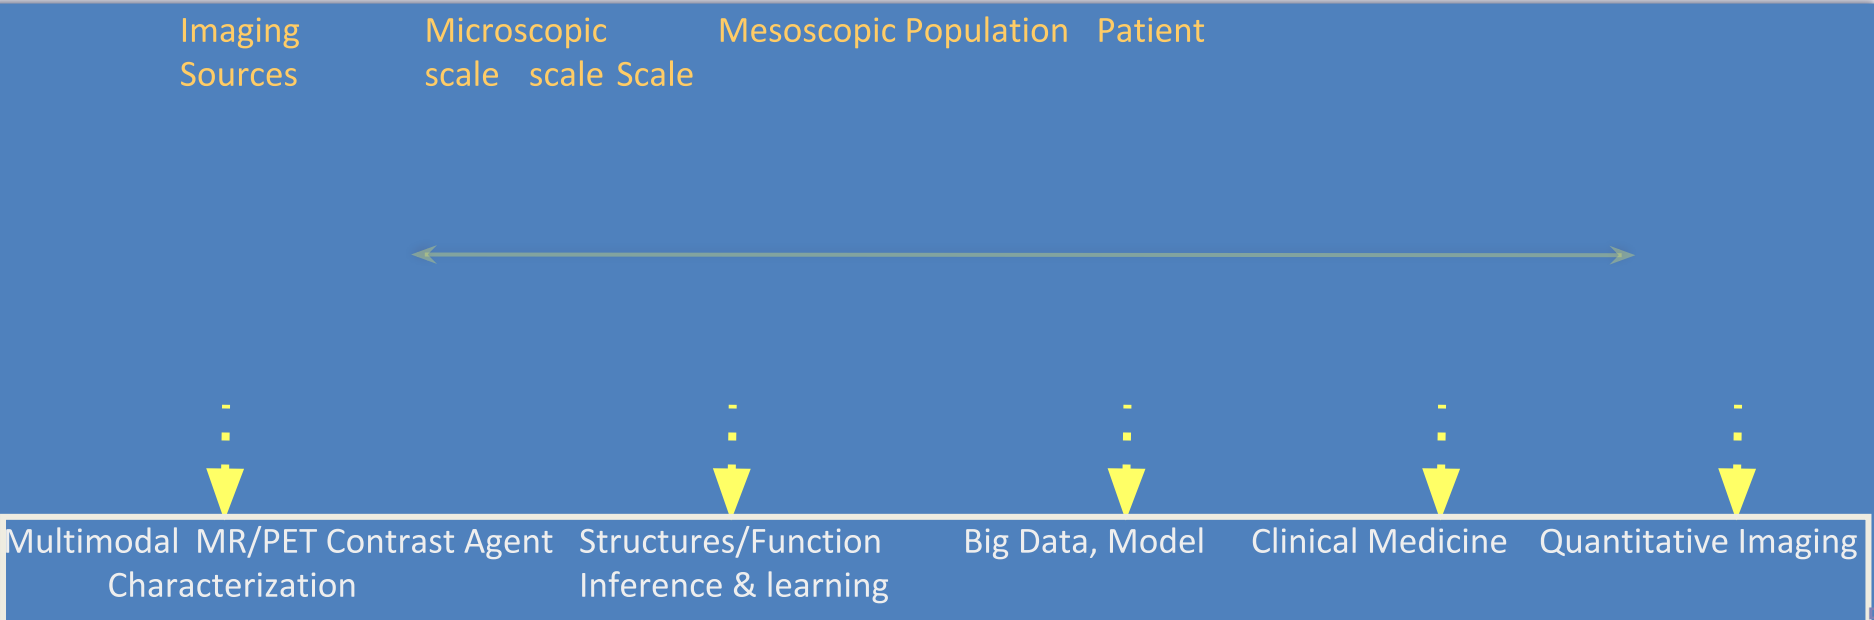 Imaging Microscopic Mesoscopic Population Patient
Sources scale scale Scale
Multimodal MR/PET Contrast Agent Structures/Function Big Data, Model Clinical Medicine Quantitative Imaging
Characterization Inference & learning